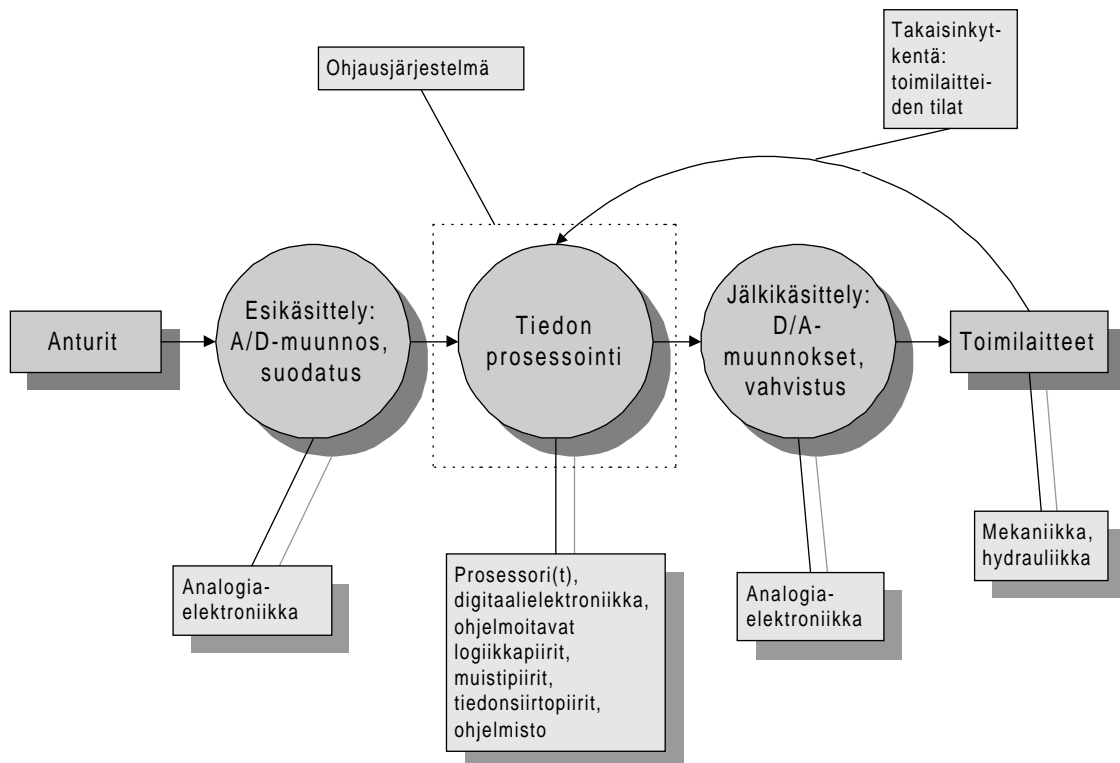 Takaisinkyt-
kentä:
toimilaittei-
den tilat
Ohjausjärjestelmä
Anturit
Esikäsittely:
A/D-muunnos,
suodatus
Tiedon
prosessointi
Jälkikäsittely:
D/A-
muunnokset,
vahvistus
Toimilaitteet
Analogia-
elektroniikka
Prosessori(t),
digitaalielektroniikka,
ohjelmoitavat
logiikkapiirit,
muistipiirit,
tiedonsiirtopiirit,
ohjelmisto
Analogia-
elektroniikka
Mekaniikka,
hydrauliikka